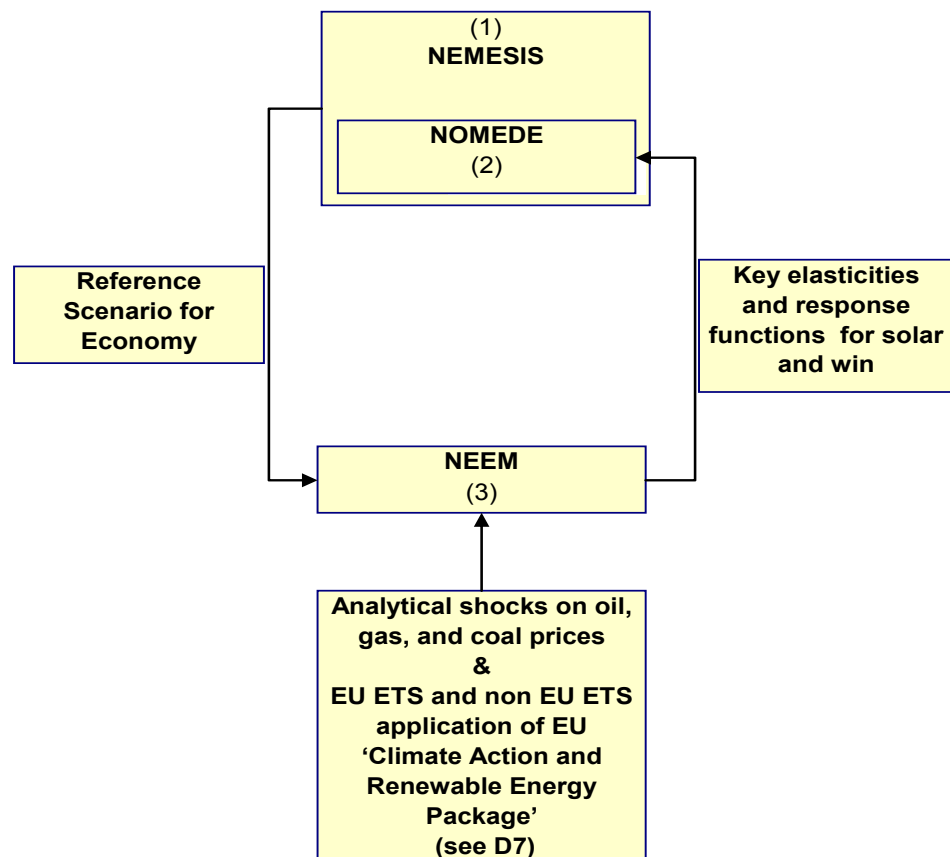 (1)
NEMESIS
NOMEDE
(2)
Reference
Scenario for
Economy
Key elasticities
and response
functions for solar
and win
NEEM
(3)
Analytical shocks on oil,
gas, and coal prices
&
EU ETS and non EU ETS
application of EU
‘Climate Action and
Renewable Energy
Package’
(see D7)